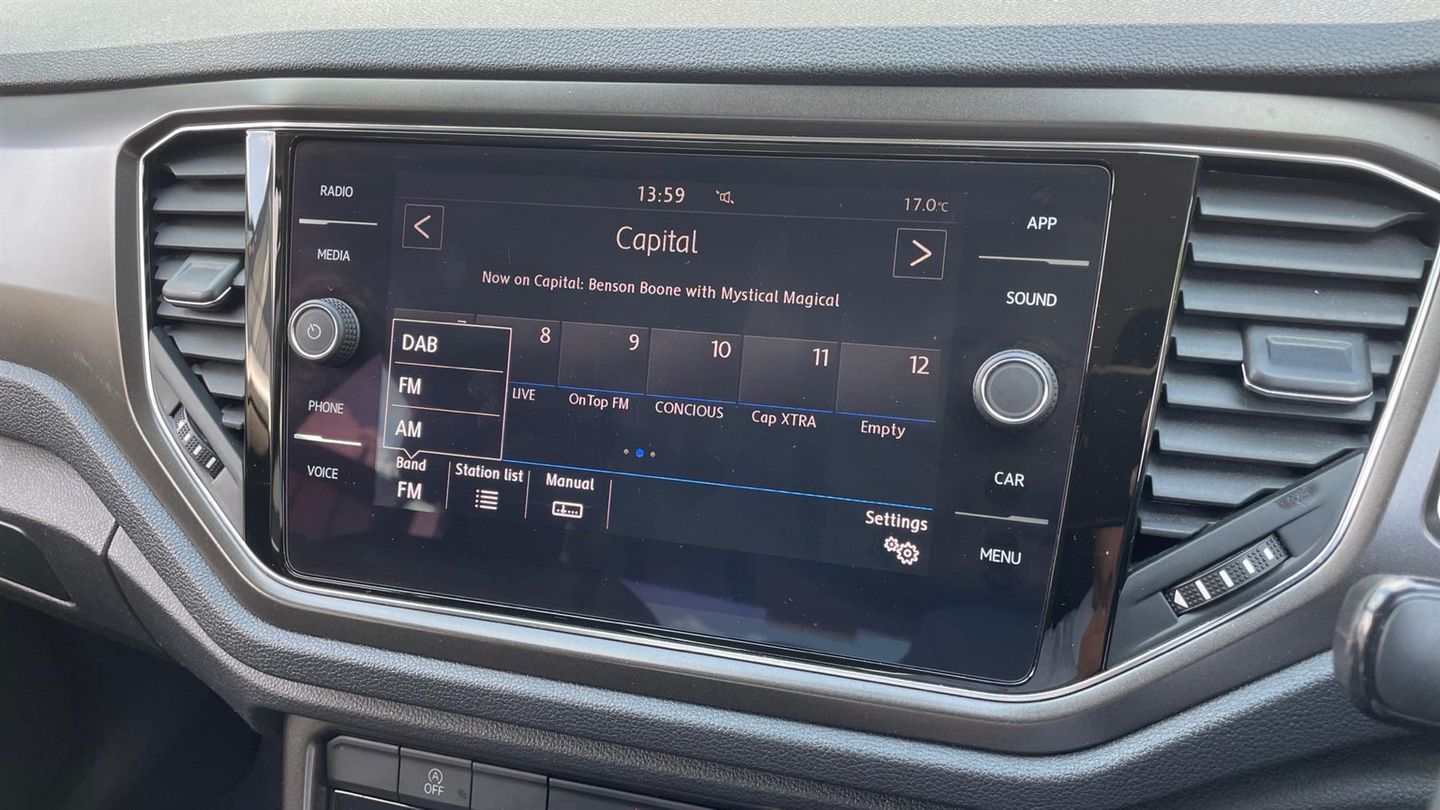 RADIO
MEDIA
PHONE
VOICE
13:59
17.0°C
<
Capital
>
Now on Capital: Benson Boone with Mystical Magical
8
9
10
11
12
LIVE
OnTop FM
CONCIOUS
Cap XTRA
Empty
DAB
FM
AM
Band
FM
Station list
Manual
Settings
APP
SOUND
CAR
MENU
A
OFF